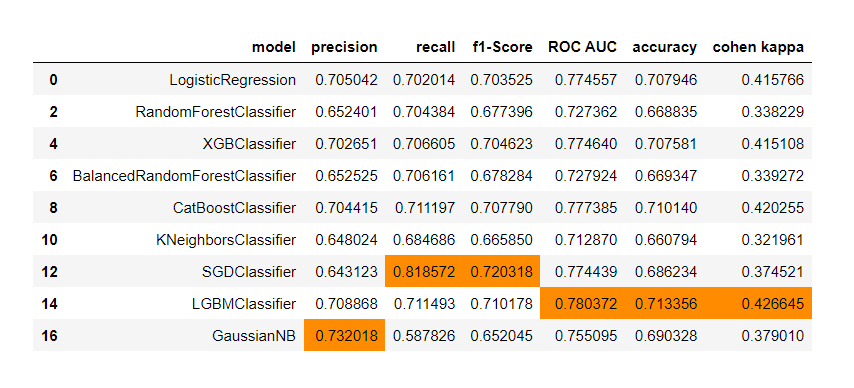 model precision recall f1-Score ROC AUC accuracy cohen kappa
0 LogisticRegression 0.705042 0.702014 0.703525 0.774557 0.707946 0.415766
2 RandomForestClassifier 0.652401 0.704384 0.677396 0.727362 0.668835 0.338229
4 XGBClassifier 0.702651 0.706605 0.704623 0.774640 0.707581 0.415108
6 BalancedRandomForestClassifier 0.652525 0.706161 0.678284 0.727924 0.669347 0.339272
8 CatBoostClassifier 0.704415 0.711197 0.707790 0.777385 0.710140 0.420255
10 KNeighborsClassifier 0.648024 0.684686 0.665850 0.712870 0.660794 0.321961
12 SGDClassifier 0.643123 0.818572 0.720318 0.774439 0.686234 0.374521
14 LGBMClassifier 0.708868 0.711493 0.710178 0.780372 0.713356 0.426645
16 GaussianNB 0.732018 0.587826 0.652045 0.755095 0.690328 0.379010